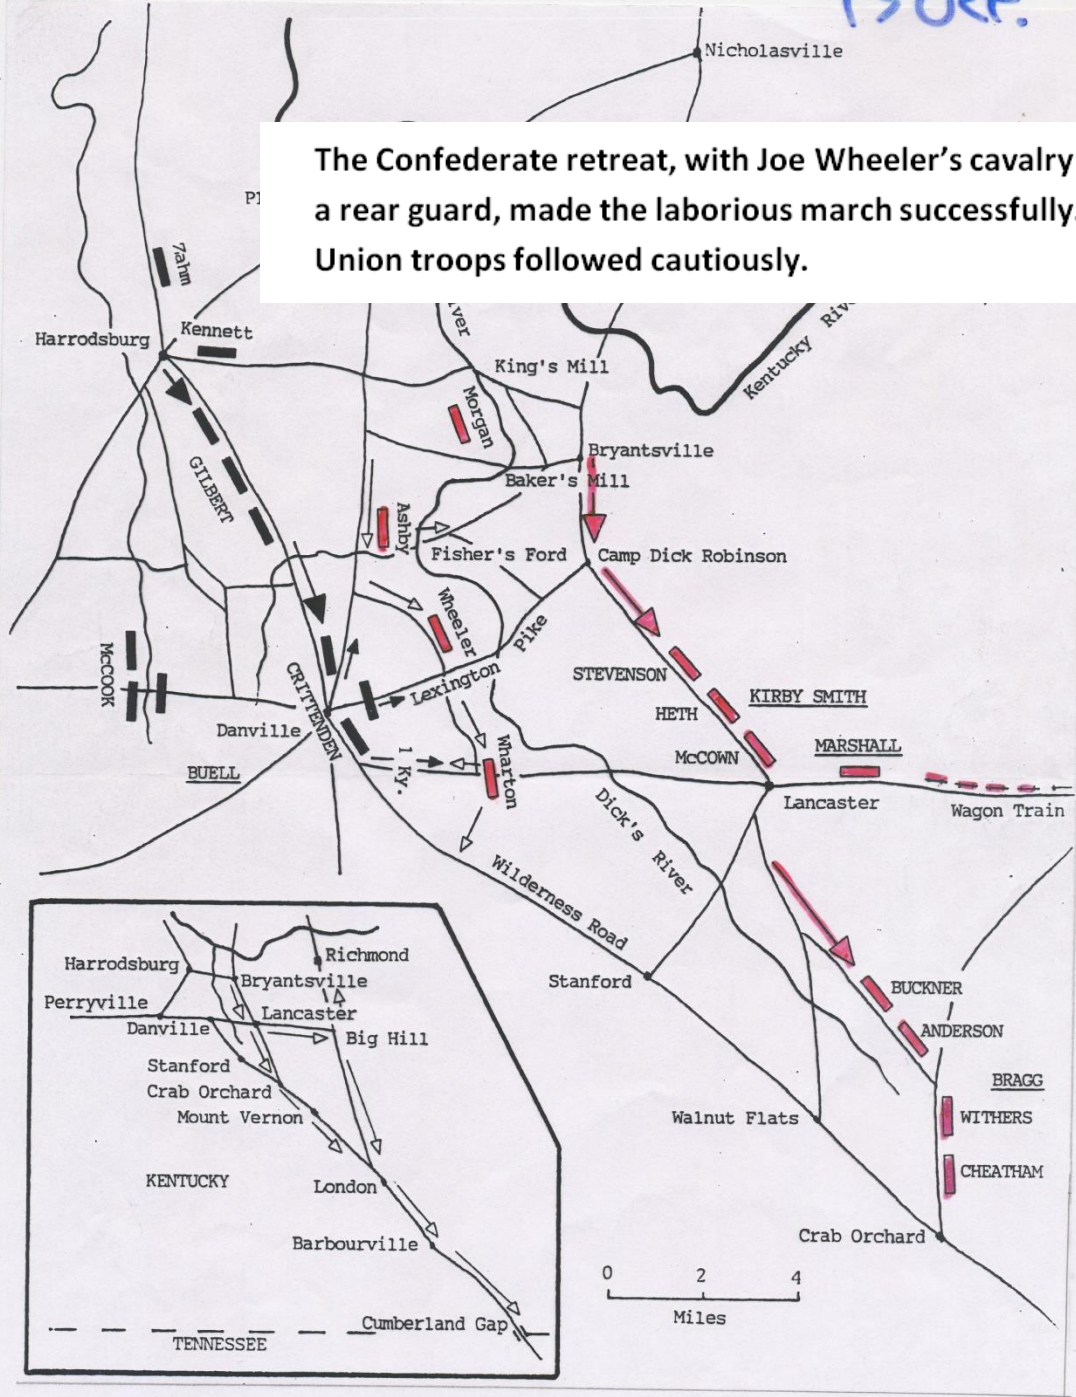 13 Oct.
Nicholasville
The Confederate retreat, with Joe Wheeler's cavalry
a rear guard, made the laborious march successfully.
Union troops followed cautiously.
Zahm
Harrodsburg
Kennett
Kentucky
King's Mill
Morgan
Bryantsville
Baker's Mill
GILBERT
Ashby
Fisher's Ford
Camp Dick Robinson
Wheeler
Pike
Lexington
McCOOK
STEVENSON
KIRBY SMITH
HETH
CRITTENDEN
Danville
McCOWN
MARSHALL
BUELL
1 Ky.
Wharton
Lancaster
Wagon Train
Dick's River
Wilderness Road
Stanford
BUCKNER
ANDERSON
BRAGG
WITHERS
Walnut Flats
CHEATHAM
Crab Orchard
0 2 4
Miles
Richmond
Harrodsburg
Bryantsville
Perryville
Lancaster
Danville
Big Hill
Stanford
Crab Orchard
Mount Vernon
KENTUCKY
London
Barbourville
Cumberland Gap
TENNESSEE